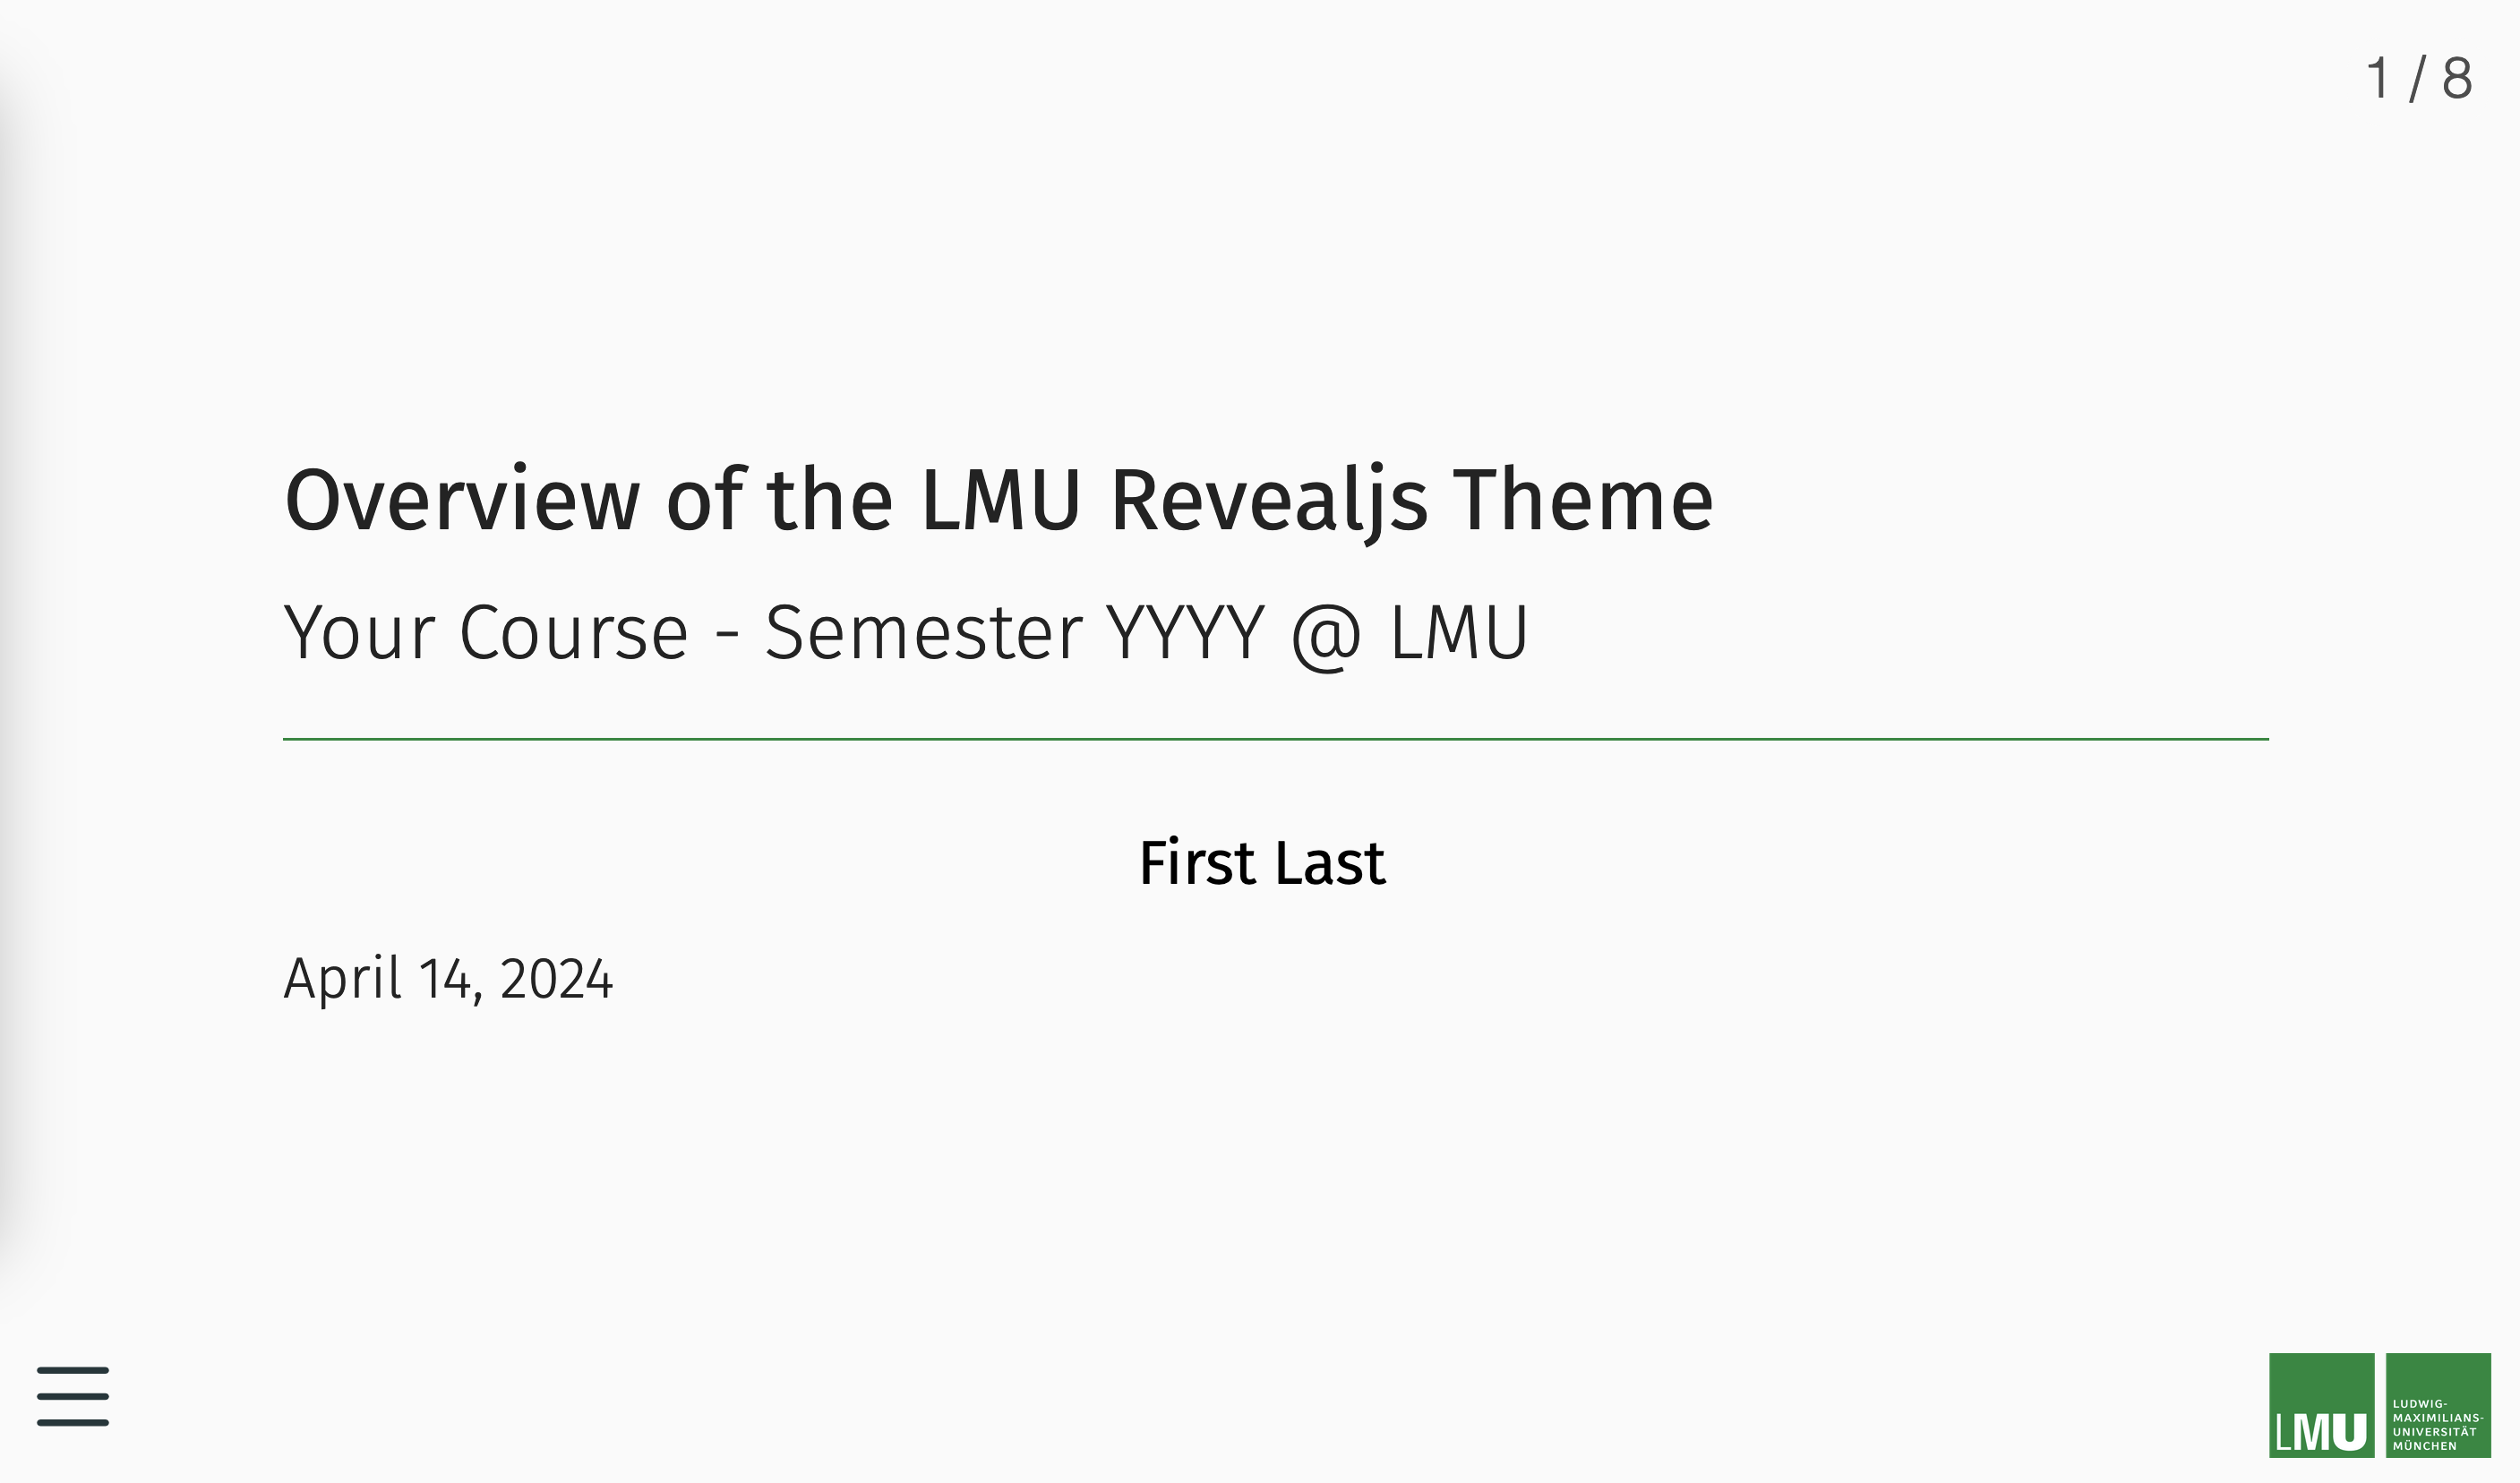 1 / 8
Overview of the LMU Revealjs Theme
Your Course - Semester YYYY @ LMU
First Last
April 14, 2024
LMU
LUDWIG-
MAXIMILIANS-
UNIVERSITÄT
MÜNCHEN